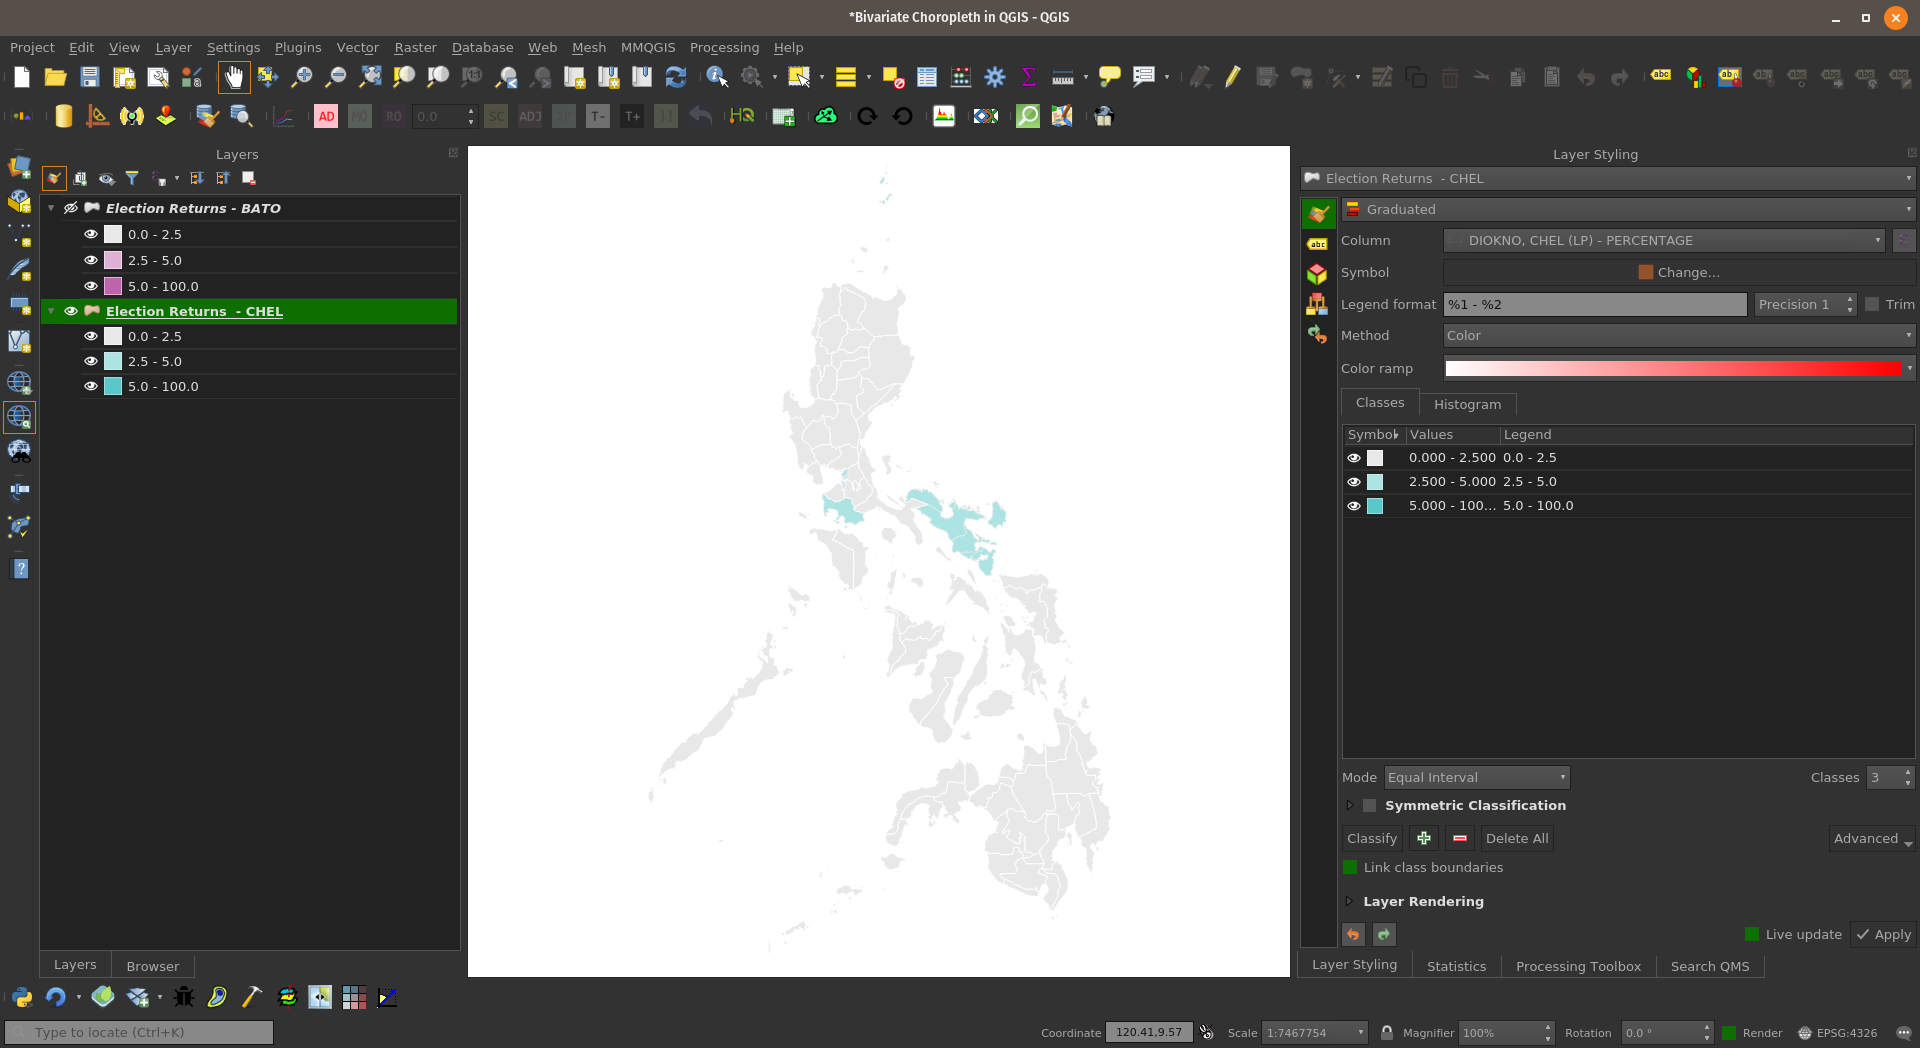 *Bivariate Choropleth in QGIS - QGIS
Project Edit View Layer Settings Plugins Vector Raster Database Web Mesh MMQGIS Processing Help
abc abc
AD MO RO 0.0 SC ADJ T- T+ HQ
Layers
Election Returns - BATO
0.0 - 2.5
2.5 - 5.0
5.0 - 100.0
Election Returns - CHEL
0.0 - 2.5
2.5 - 5.0
5.0 - 100.0
Layers Browser
Layer Styling
Election Returns - CHEL
Graduated
abc
Column DIOKNO, CHEL (LP) - PERCENTAGE
Symbol Change...
Legend format %1 - %2 Precision 1 Trim
Method Color
Color ramp
Classes Histogram
Symbol Values Legend
0.000 - 2.500 0.0 - 2.5
2.500 - 5.000 2.5 - 5.0
5.000 - 100... 5.0 - 100.0
Mode Equal Interval Classes 3
Symmetric Classification
Classify Delete All Advanced
Link class boundaries
Layer Rendering
Live update Apply
Layer Styling Statistics Processing Toolbox Search QMS
Type to locate (Ctrl+K) Coordinate 120.41,9.57 Scale 1:7467754 Magnifier 100% Rotation 0.0 ° Render EPSG:4326